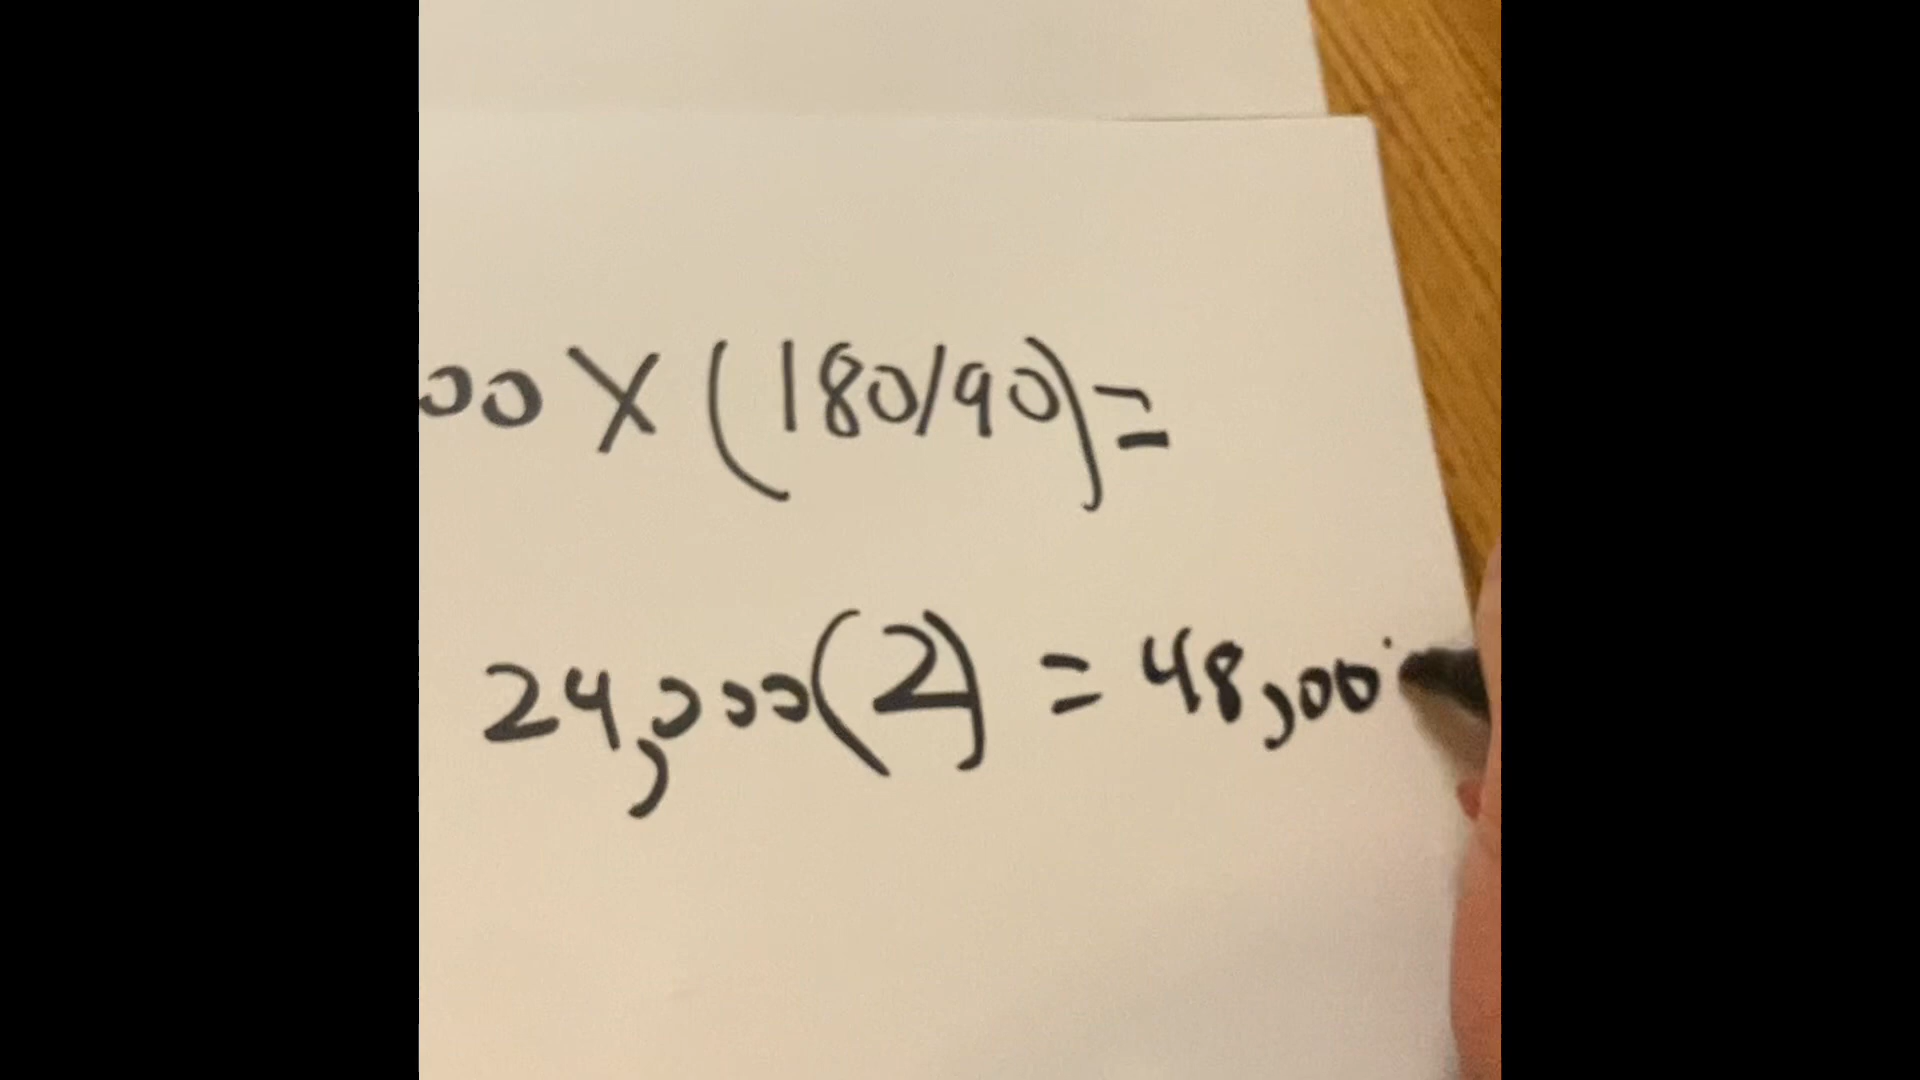 00 X (180/90) =
24,000(2) = 48,00